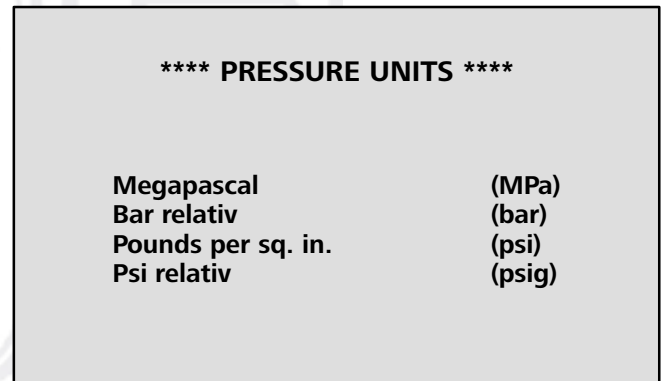 **** PRESSURE UNITS ****
Megapascal (MPa)
Bar relativ (bar)
Pounds per sq. in. (psi)
Psi relativ (psig)